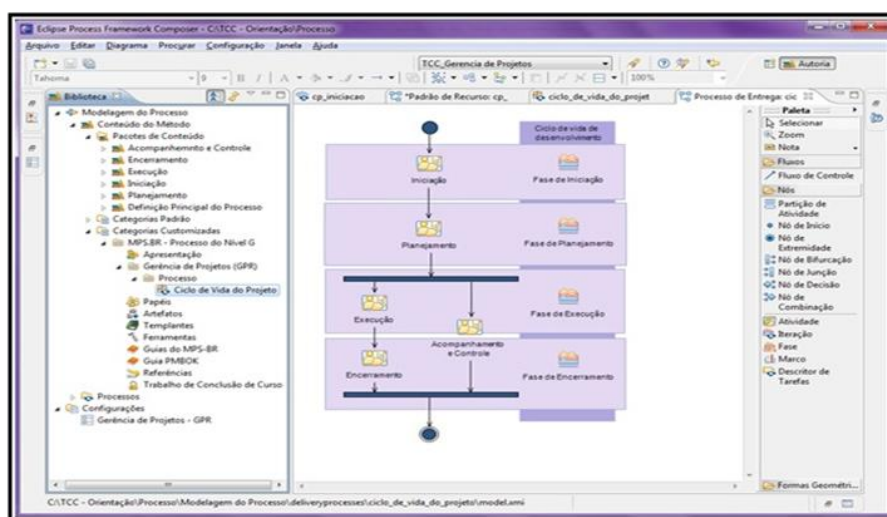 Eclipse Process Framework Composer - C:\TCC - Orientação\Processo
Arquivo Editar Diagrama Procurar Configuração Janela Ajuda
TCC_Gerencia de Projetos
Autoria
Tahoma 9 B I A 100%
Biblioteca
cp_iniciacao
*Padrão de Recurso: cp_
ciclo_de_vida_do_projet
Processo de Entrega: cic
Modelagem do Processo
Conteúdo do Método
Pacotes de Conteúdo
Acompanhemnto e Controle
Encerramento
Execução
Iniciação
Planejamento
Definição Principal do Processo
Categorias Padrão
Categorias Customizadas
MPS.BR - Processo do Nível G
Apresentação
Gerência de Projetos (GPR)
Processo
Ciclo de Vida do Projeto
Papéis
Artefatos
Templantes
Ferramentas
Guias do MPS-BR
Guia PMBOK
Referências
Trabalho de Conclusão de Curso
Processos
Configurações
Gerência de Projetos - GPR
Ciclo de vida de
desenvolvimento
Iniciação
Fase de Iniciação
Planejamento
Fase de Planejamento
Execução
Fase de Execução
Acompanhamento
e Controle
Encerramento
Fase de Encerramento
Paleta
Selecionar
Zoom
Nota
Fluxos
Fluxo de Controle
Nós
Partição de
Atividade
Nó de Início
Nó de
Extremidade
Nó de Bifurcação
Nó de Junção
Nó de Decisão
Nó de
Combinação
Atividade
Iteração
Fase
Marco
Descritor de
Tarefas
Formas Geométri...
C:\TCC - Orientação\Processo\Modelagem do Processo\deliveryprocesses\ciclo_de_vida_do_projeto\model.xmi